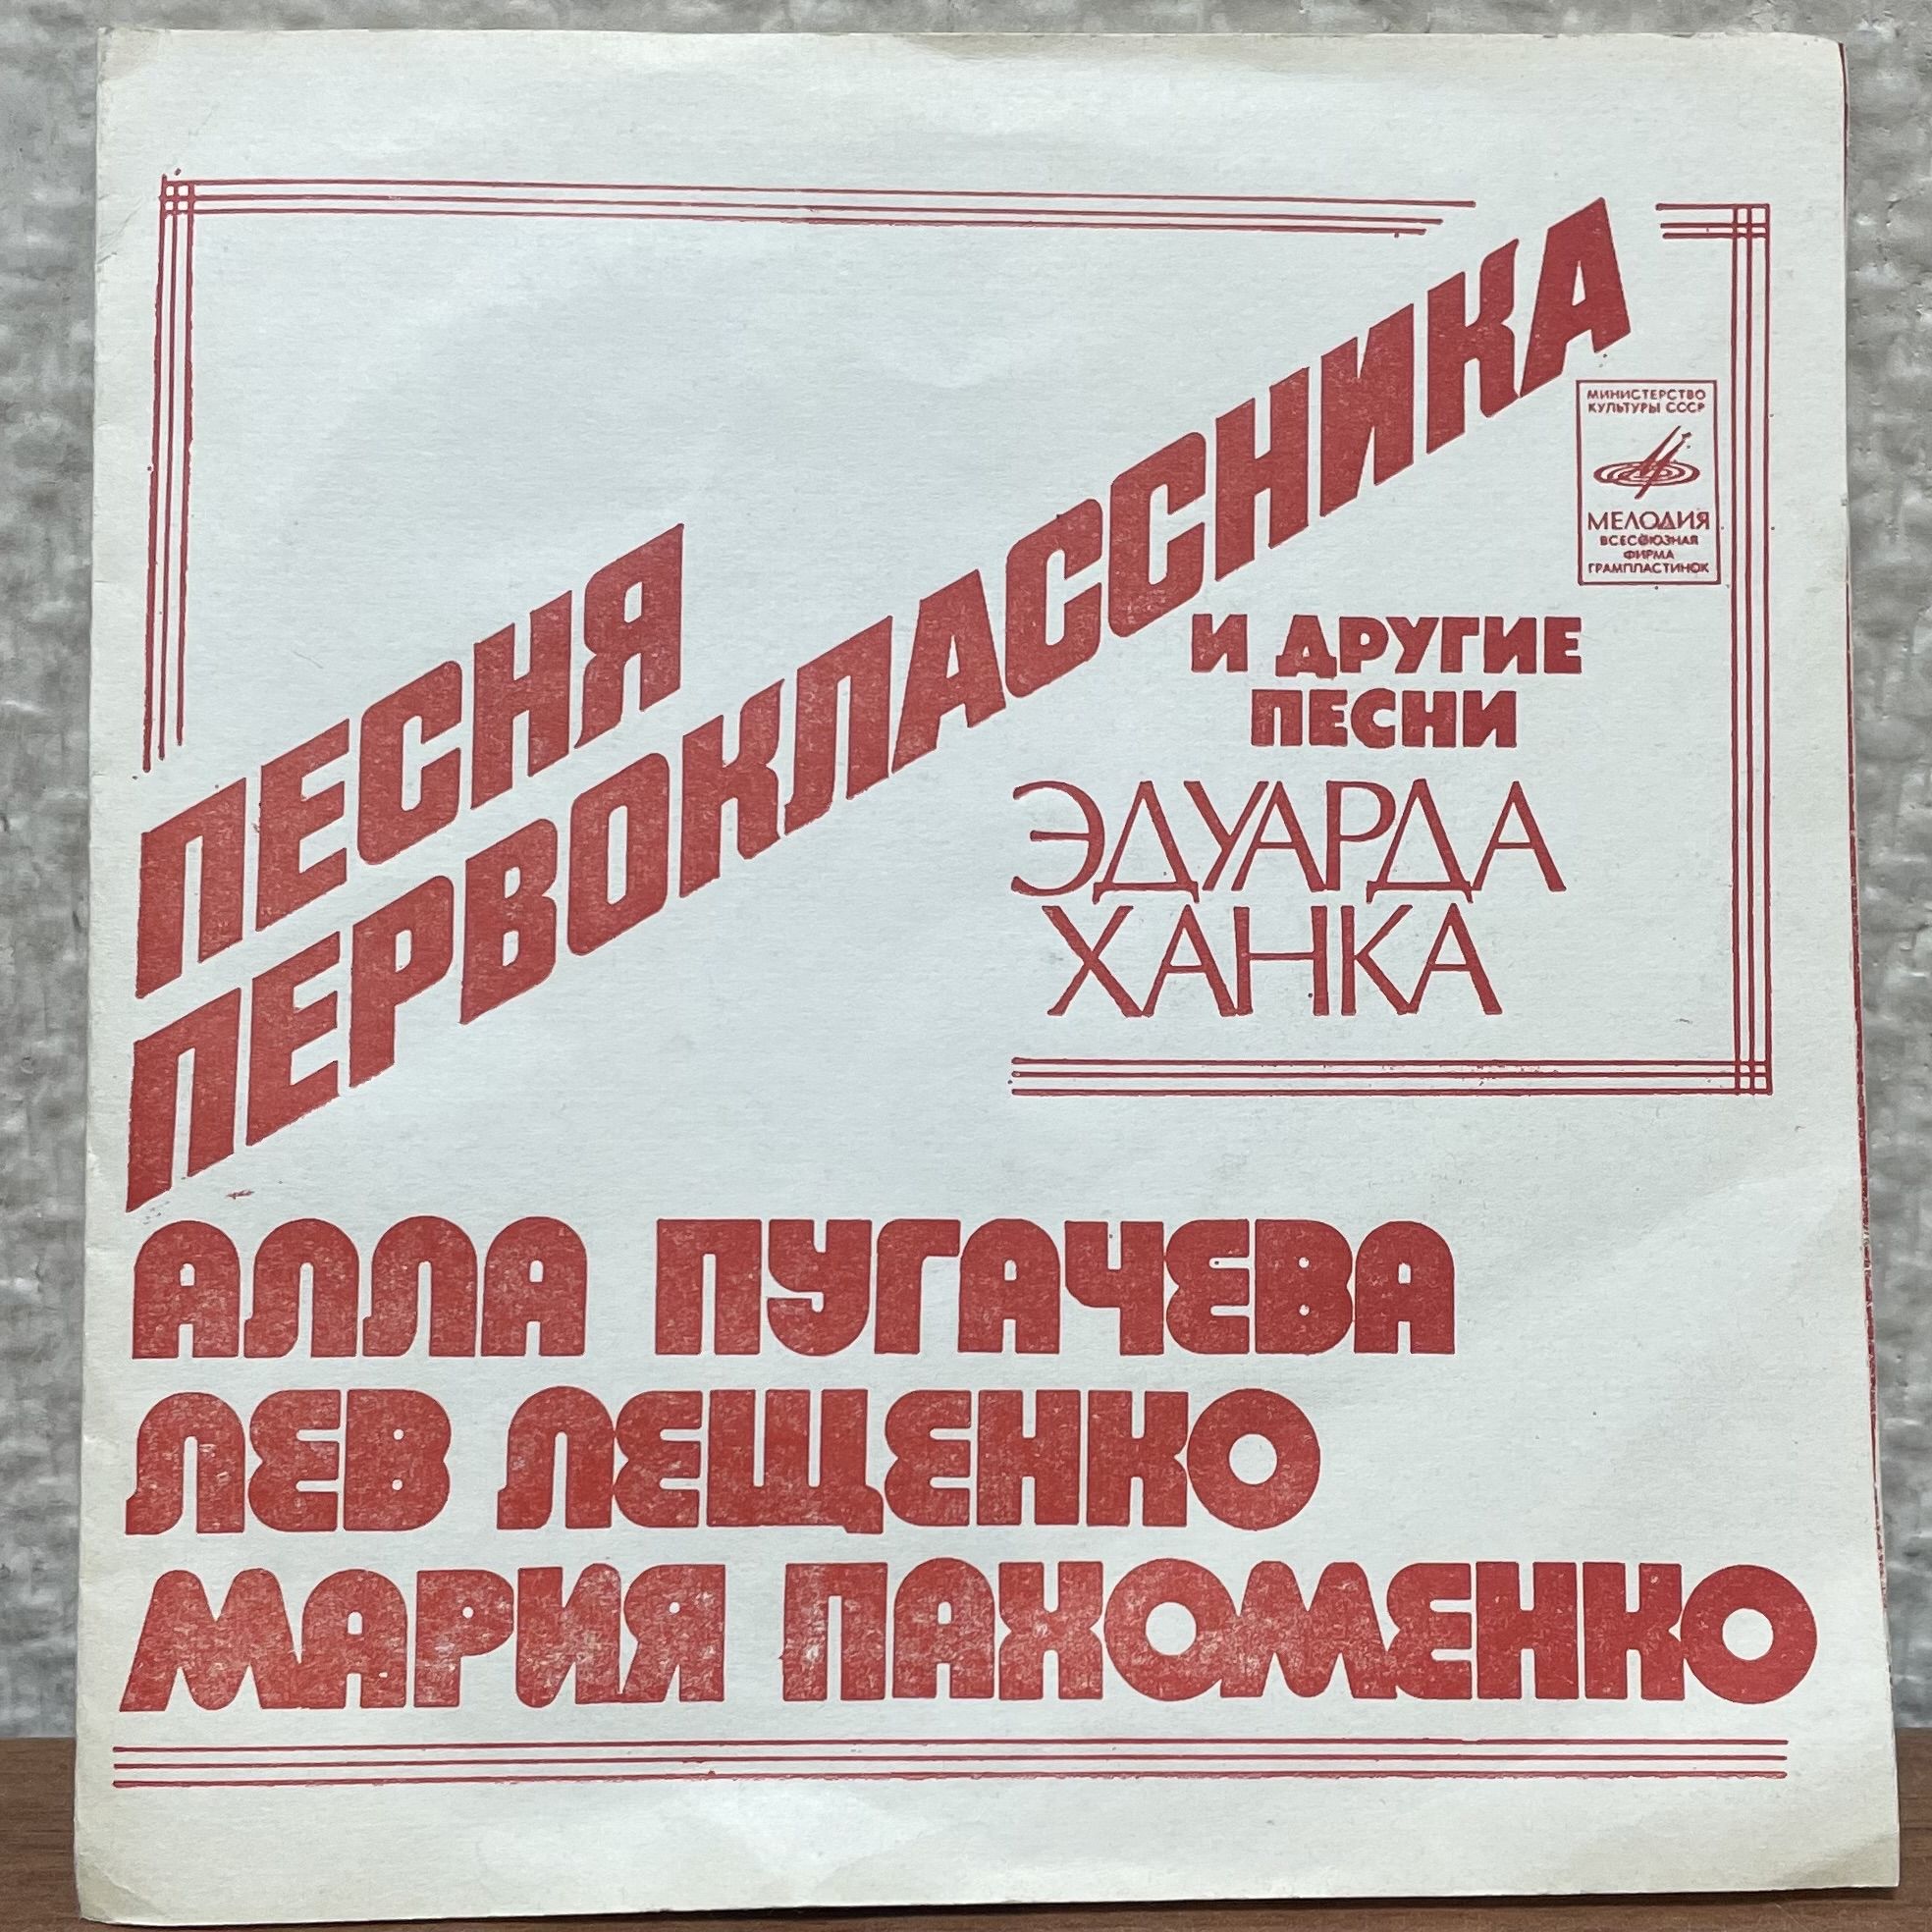 ПЕСНЯ
ПЕРВОКЛАССНИКА
МИНИСТЕРСТВО
КУЛЬТУРЫ СССР
МЕЛОДИЯ
ВСЕСОЮЗНАЯ
ФИРМА
ГРАМПЛАСТИНОК
И ДРУГИЕ
ПЕСНИ
ЭДУАРДА
ХАНКА
АЛЛА ПУГАЧЕВА
ЛЕВ ЛЕЩЕНКО
МАРИЯ ПАХОМЕНКО